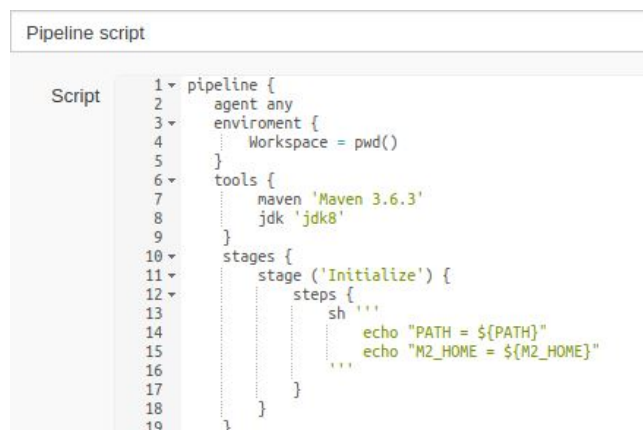 Pipeline script
Script
1 pipeline {
2 agent any
3 enviroment {
4 Workspace = pwd()
5 }
6 tools {
7 maven 'Maven 3.6.3'
8 jdk 'jdk8'
9 }
10 stages {
11 stage ('Initialize') {
12 steps {
13 sh '''
14 echo "PATH = ${PATH}"
15 echo "M2_HOME = ${M2_HOME}"
16 '''
17 }
18 }
19 }